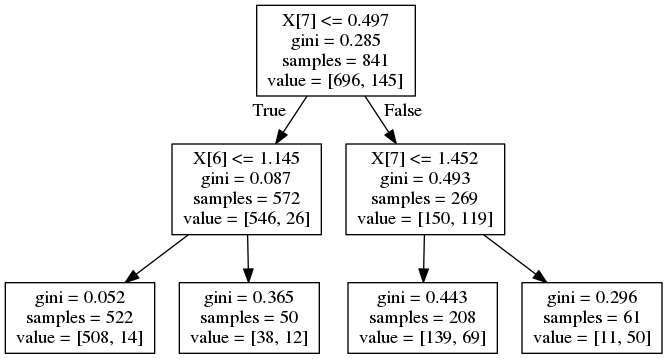 X[7] <= 0.497
gini = 0.285
samples = 841
value = [696, 145]
True
False
X[6] <= 1.145
gini = 0.087
samples = 572
value = [546, 26]
X[7] <= 1.452
gini = 0.493
samples = 269
value = [150, 119]
gini = 0.052
samples = 522
value = [508, 14]
gini = 0.365
samples = 50
value = [38, 12]
gini = 0.443
samples = 208
value = [139, 69]
gini = 0.296
samples = 61
value = [11, 50]